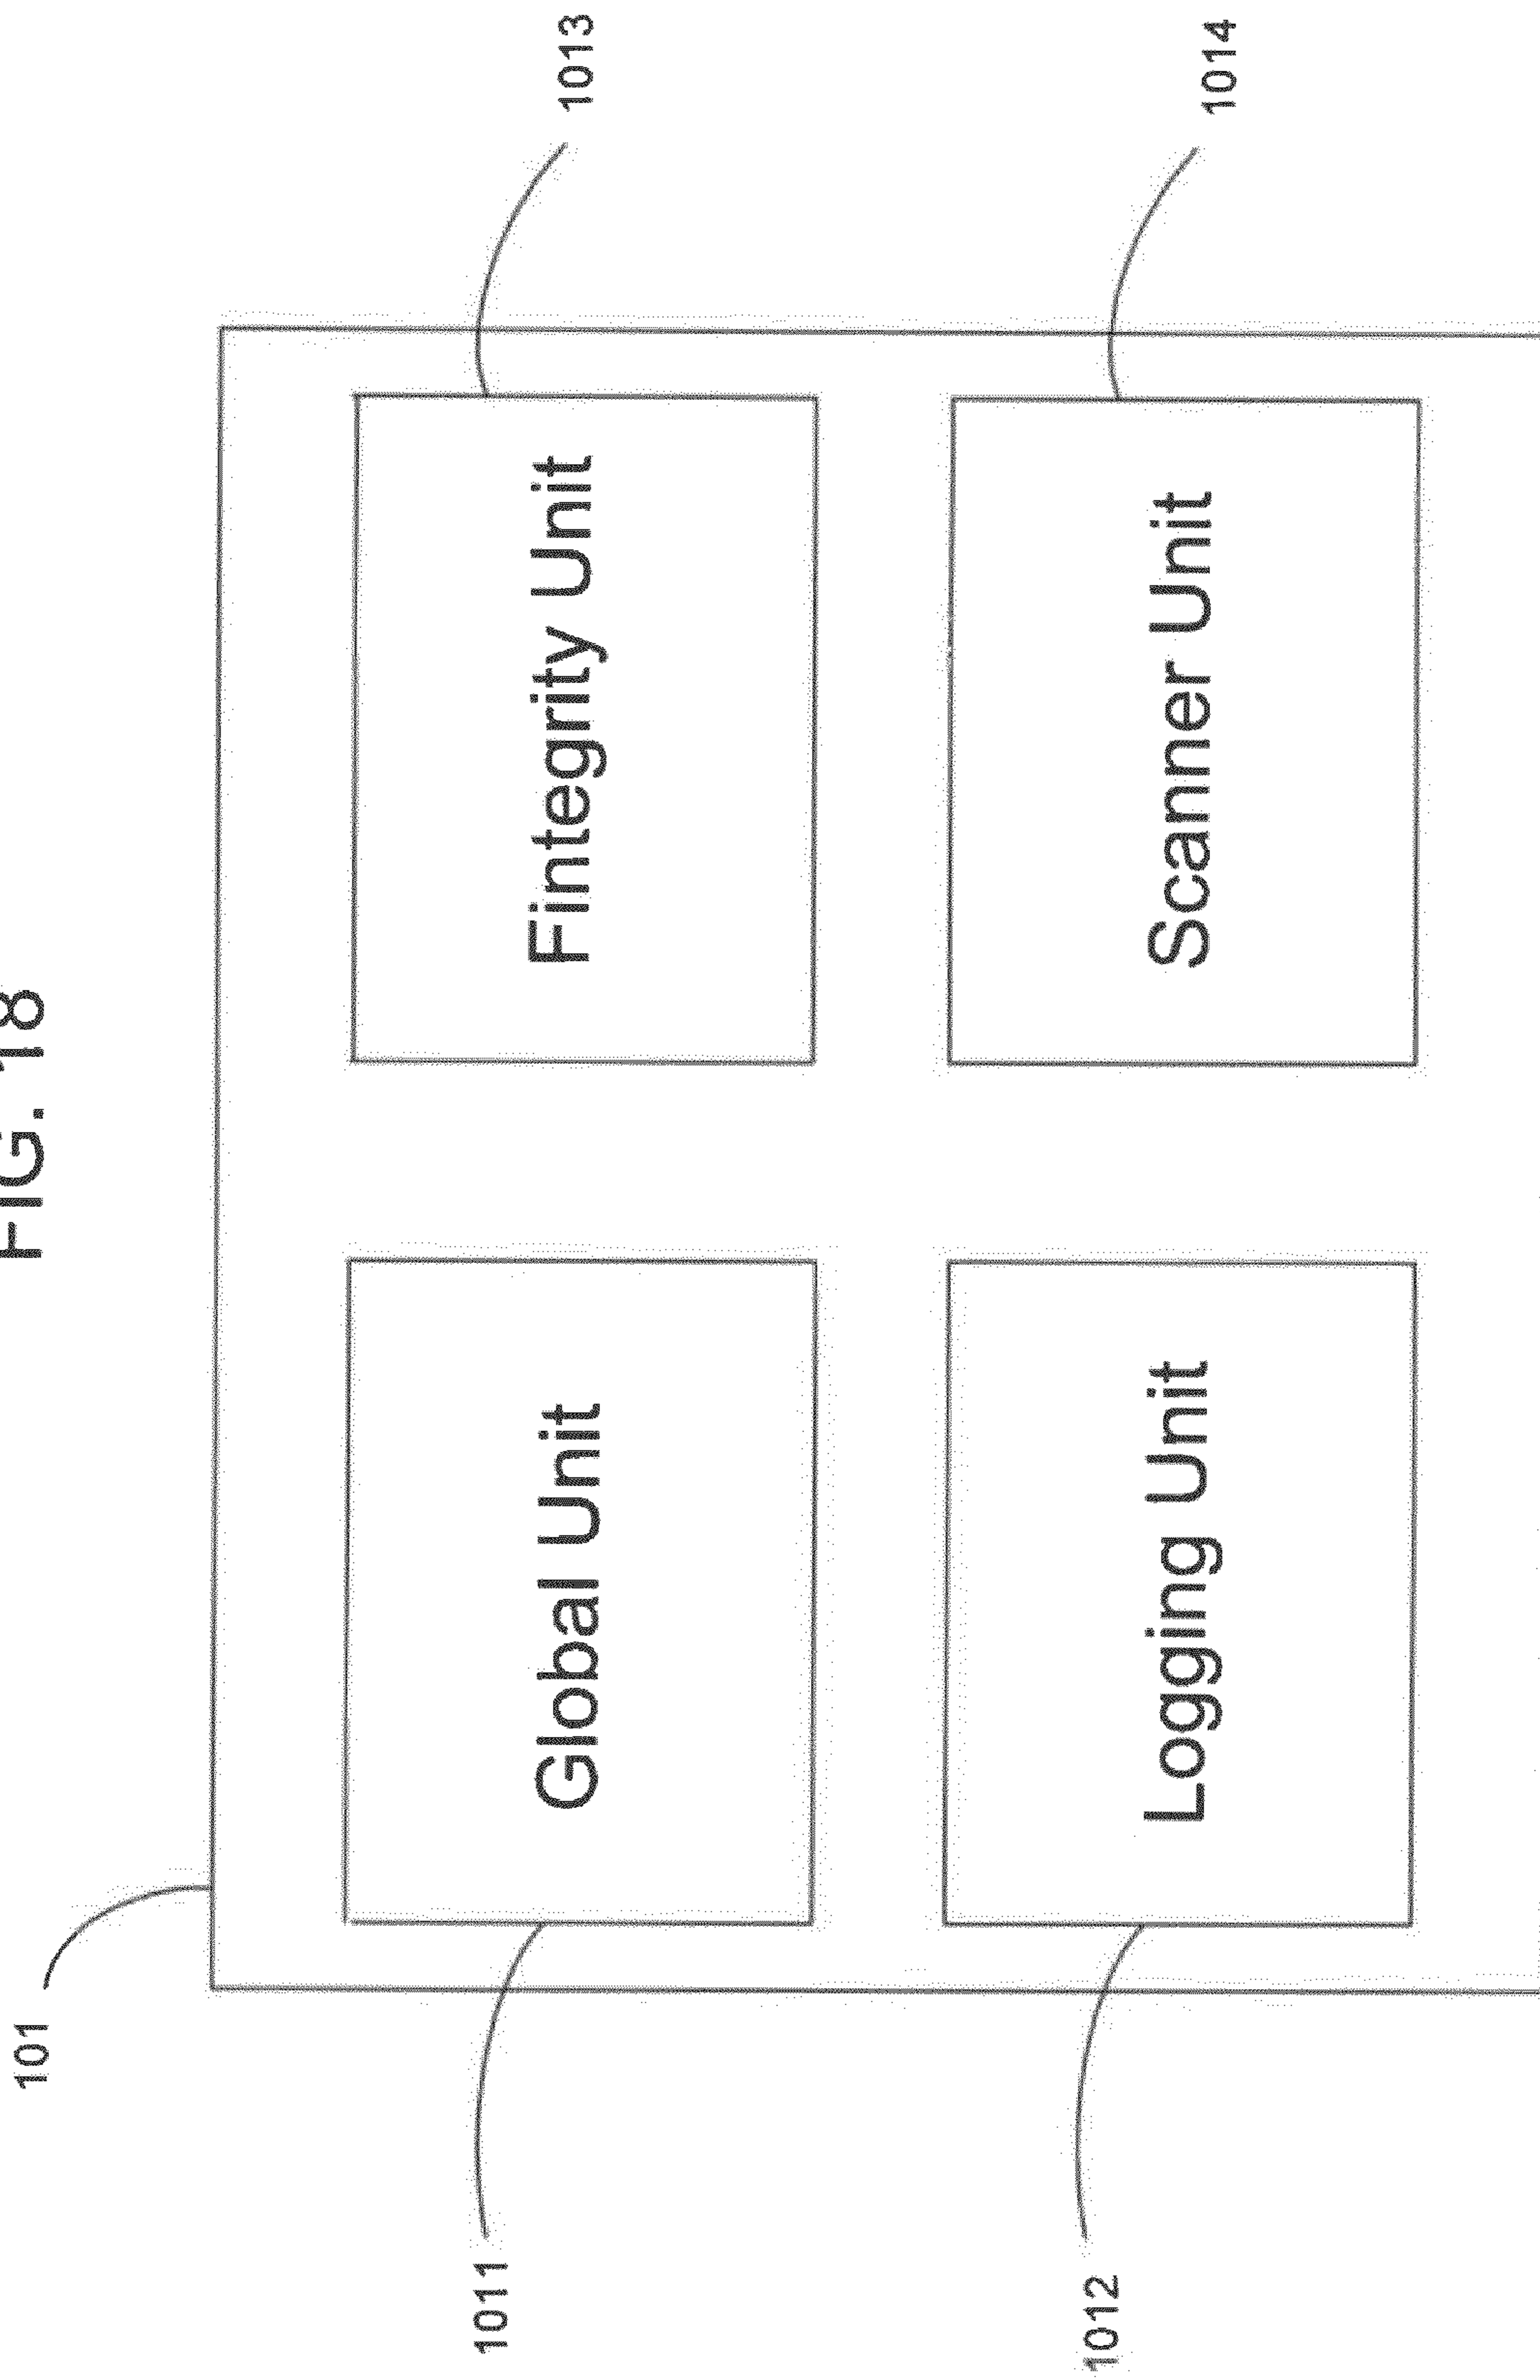 FIG. 18
101
1011
Global Unit
Fintegrity Unit
1013
1012
Logging Unit
Scanner Unit
1014